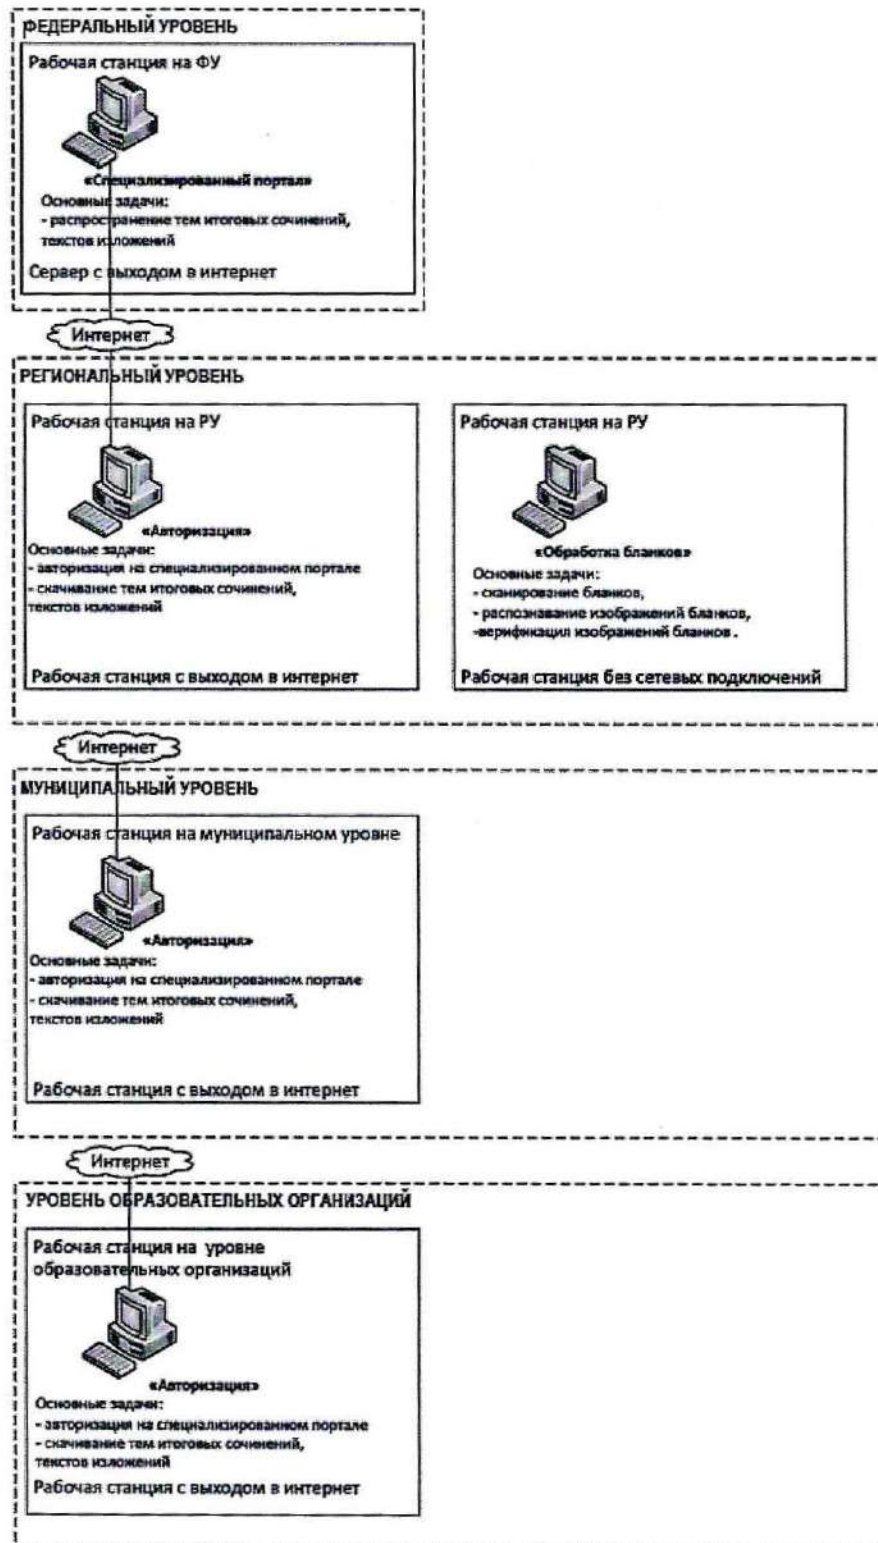 ФЕДЕРАЛЬНЫЙ УРОВЕНЬ
Рабочая станция на ФУ
«Специализированный портал»
Основные задачи:
- распространение тем итоговых сочинений,
текстов изложений
Сервер с выходом в интернет
Интернет
РЕГИОНАЛЬНЫЙ УРОВЕНЬ
Рабочая станция на РУ
«Авторизация»
Основные задачи:
- авторизация на специализированном портале
- скачивание тем итоговых сочинений,
текстов изложений
Рабочая станция с выходом в интернет
Рабочая станция на РУ
«Обработка бланков»
Основные задачи:
- сканирование бланков,
- распознавание изображений бланков,
-верификация изображений бланков .
Рабочая станция без сетевых подключений
Интернет
МУНИЦИПАЛЬНЫЙ УРОВЕНЬ
Рабочая станция на муниципальном уровне
«Авторизация»
Основные задачи:
- авторизация на специализированном портале
- скачивание тем итоговых сочинений,
текстов изложений
Рабочая станция с выходом в интернет
Интернет
УРОВЕНЬ ОБРАЗОВАТЕЛЬНЫХ ОРГАНИЗАЦИЙ
Рабочая станция на уровне
образовательных организаций
«Авторизация»
Основные задачи:
- авторизация на специализированном портале
- скачивание тем итоговых сочинений,
текстов изложений
Рабочая станция с выходом в интернет